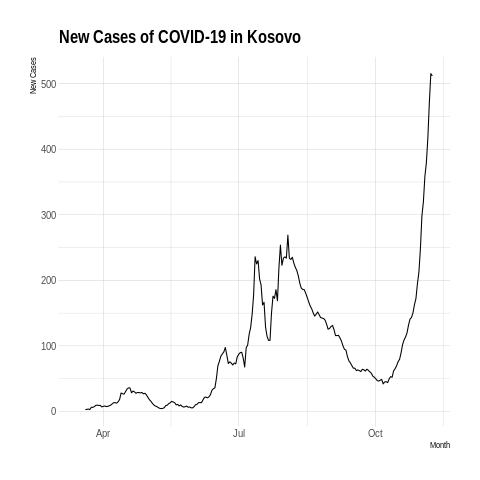 New Cases of COVID-19 in Kosovo
New Cases
500
400
300
200
100
0
Apr
Jul
Oct
Month